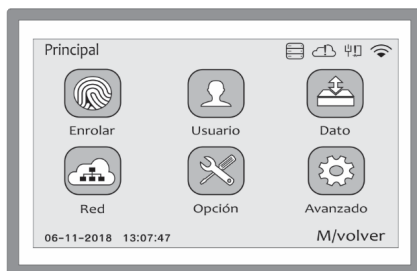 Principal
Enrolar Usuario Dato
Red Opción Avanzado
06-11-2018 13:07:47 M/volver